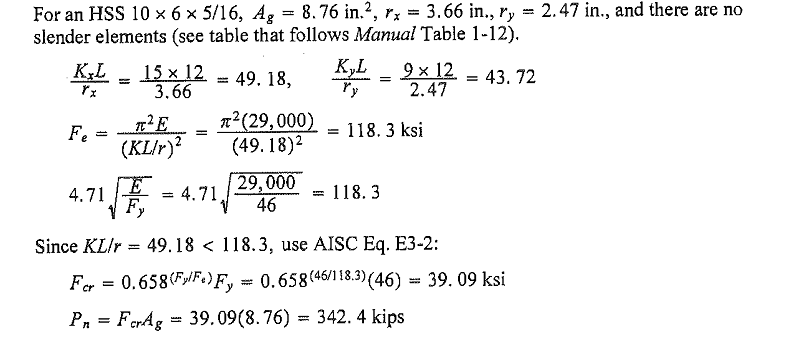 For an HSS 10 × 6 × 5/16, A_g = 8.76 in.², r_x = 3.66 in., r_y = 2.47 in., and there are no
slender elements (see table that follows Manual Table 1-12).
K_xL/r_x = (15 × 12)/3.66 = 49. 18, K_yL/r_y = (9 × 12)/2.47 = 43. 72
F_e = π²E/(KL/r)² = π²(29, 000)/(49. 18)² = 118. 3 ksi
4.71√(E/F_y) = 4.71√(29, 000/46) = 118. 3
Since KL/r = 49.18 < 118.3, use AISC Eq. E3-2:
F_cr = 0.658^(F_y/F_e) F_y = 0.658^(46/118.3)(46) = 39. 09 ksi
P_n = F_crA_g = 39.09(8.76) = 342. 4 kips